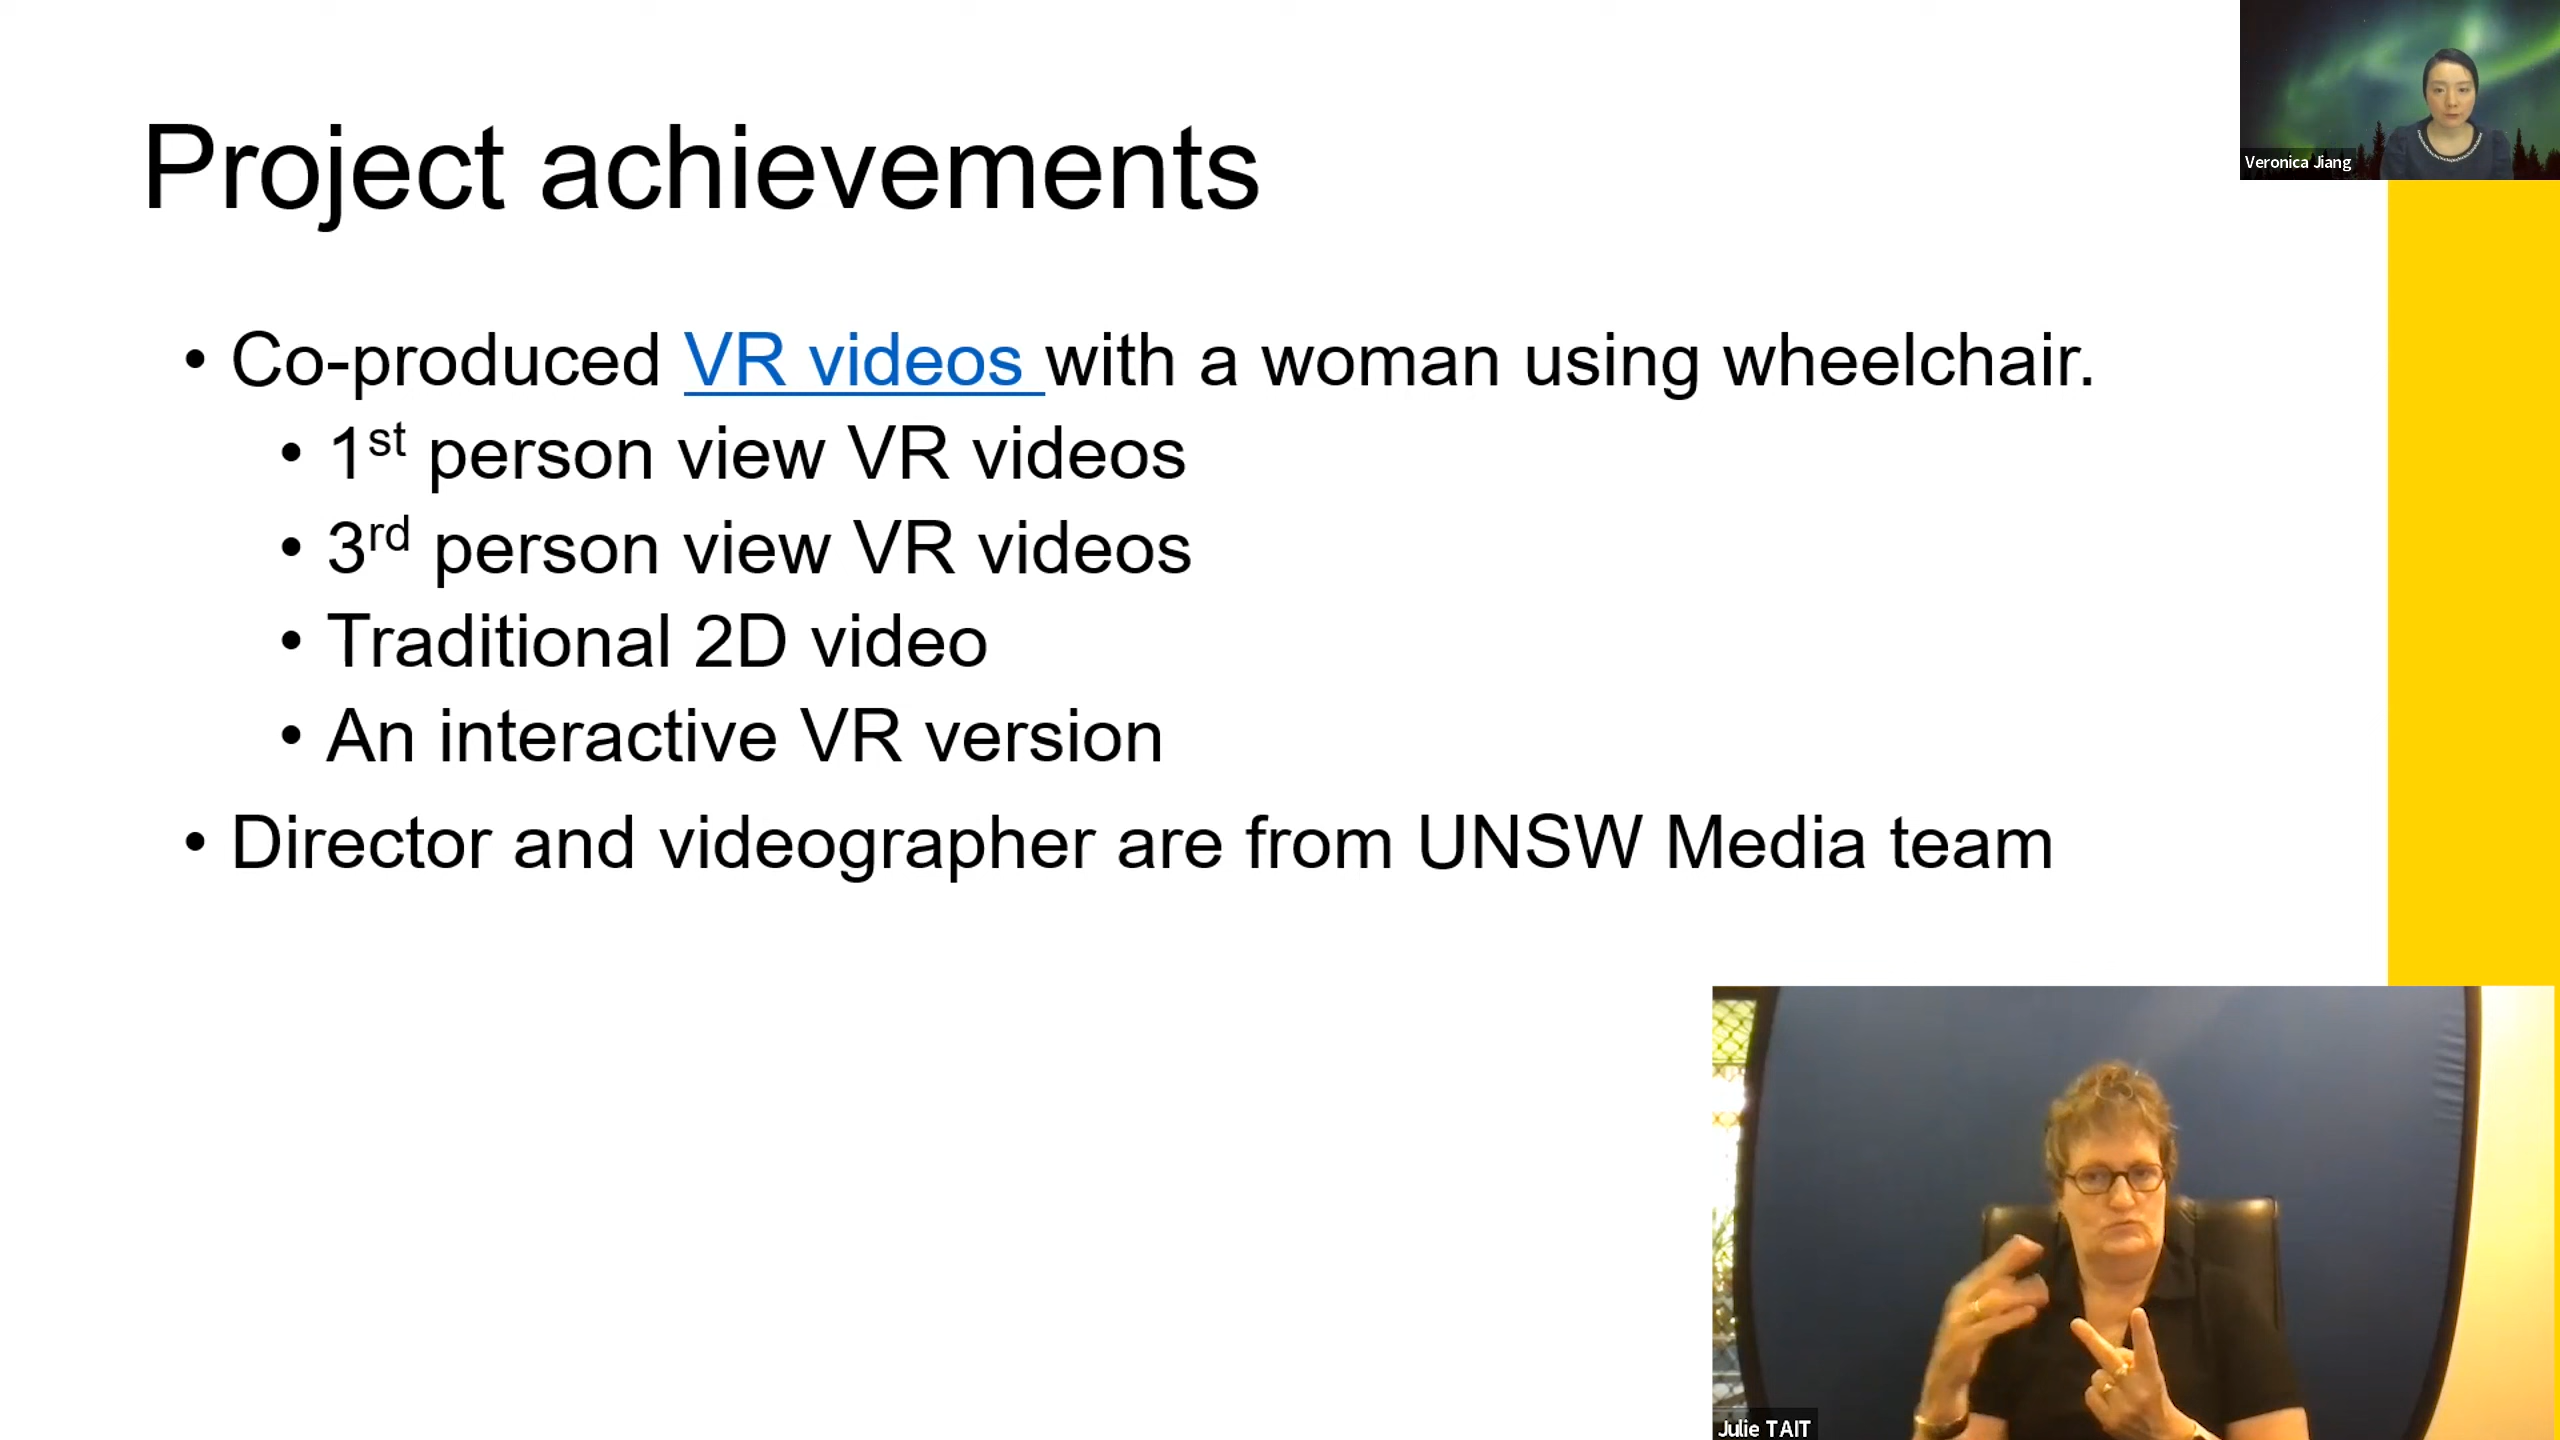 Veronica Jiang
Project achievements
• Co-produced VR videos with a woman using wheelchair.
• 1st person view VR videos
• 3rd person view VR videos
• Traditional 2D video
• An interactive VR version
• Director and videographer are from UNSW Media team
Julie TAIT